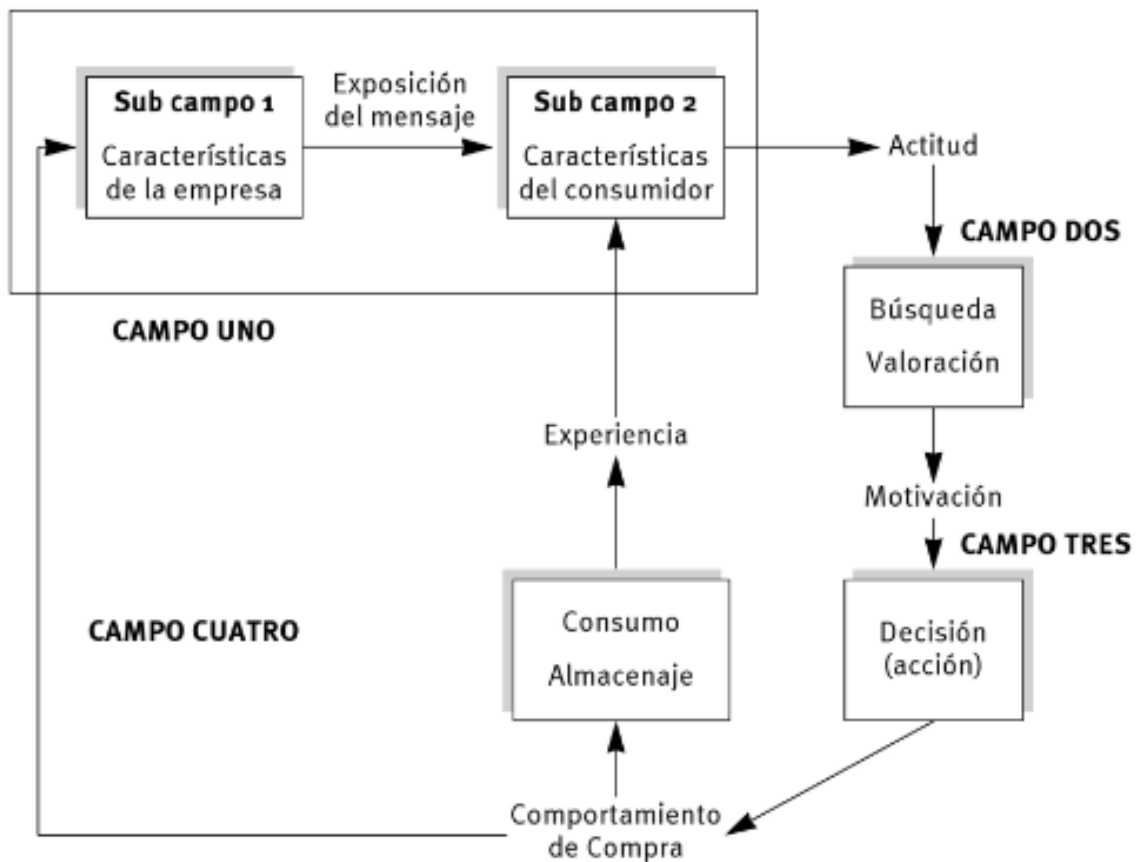 Sub campo 1
Características
de la empresa
Exposición
del mensaje
Sub campo 2
Características
del consumidor
Actitud
CAMPO DOS
Búsqueda
Valoración
CAMPO UNO
Experiencia
Motivación
CAMPO TRES
CAMPO CUATRO
Consumo
Almacenaje
Decisión
(acción)
Comportamiento
de Compra